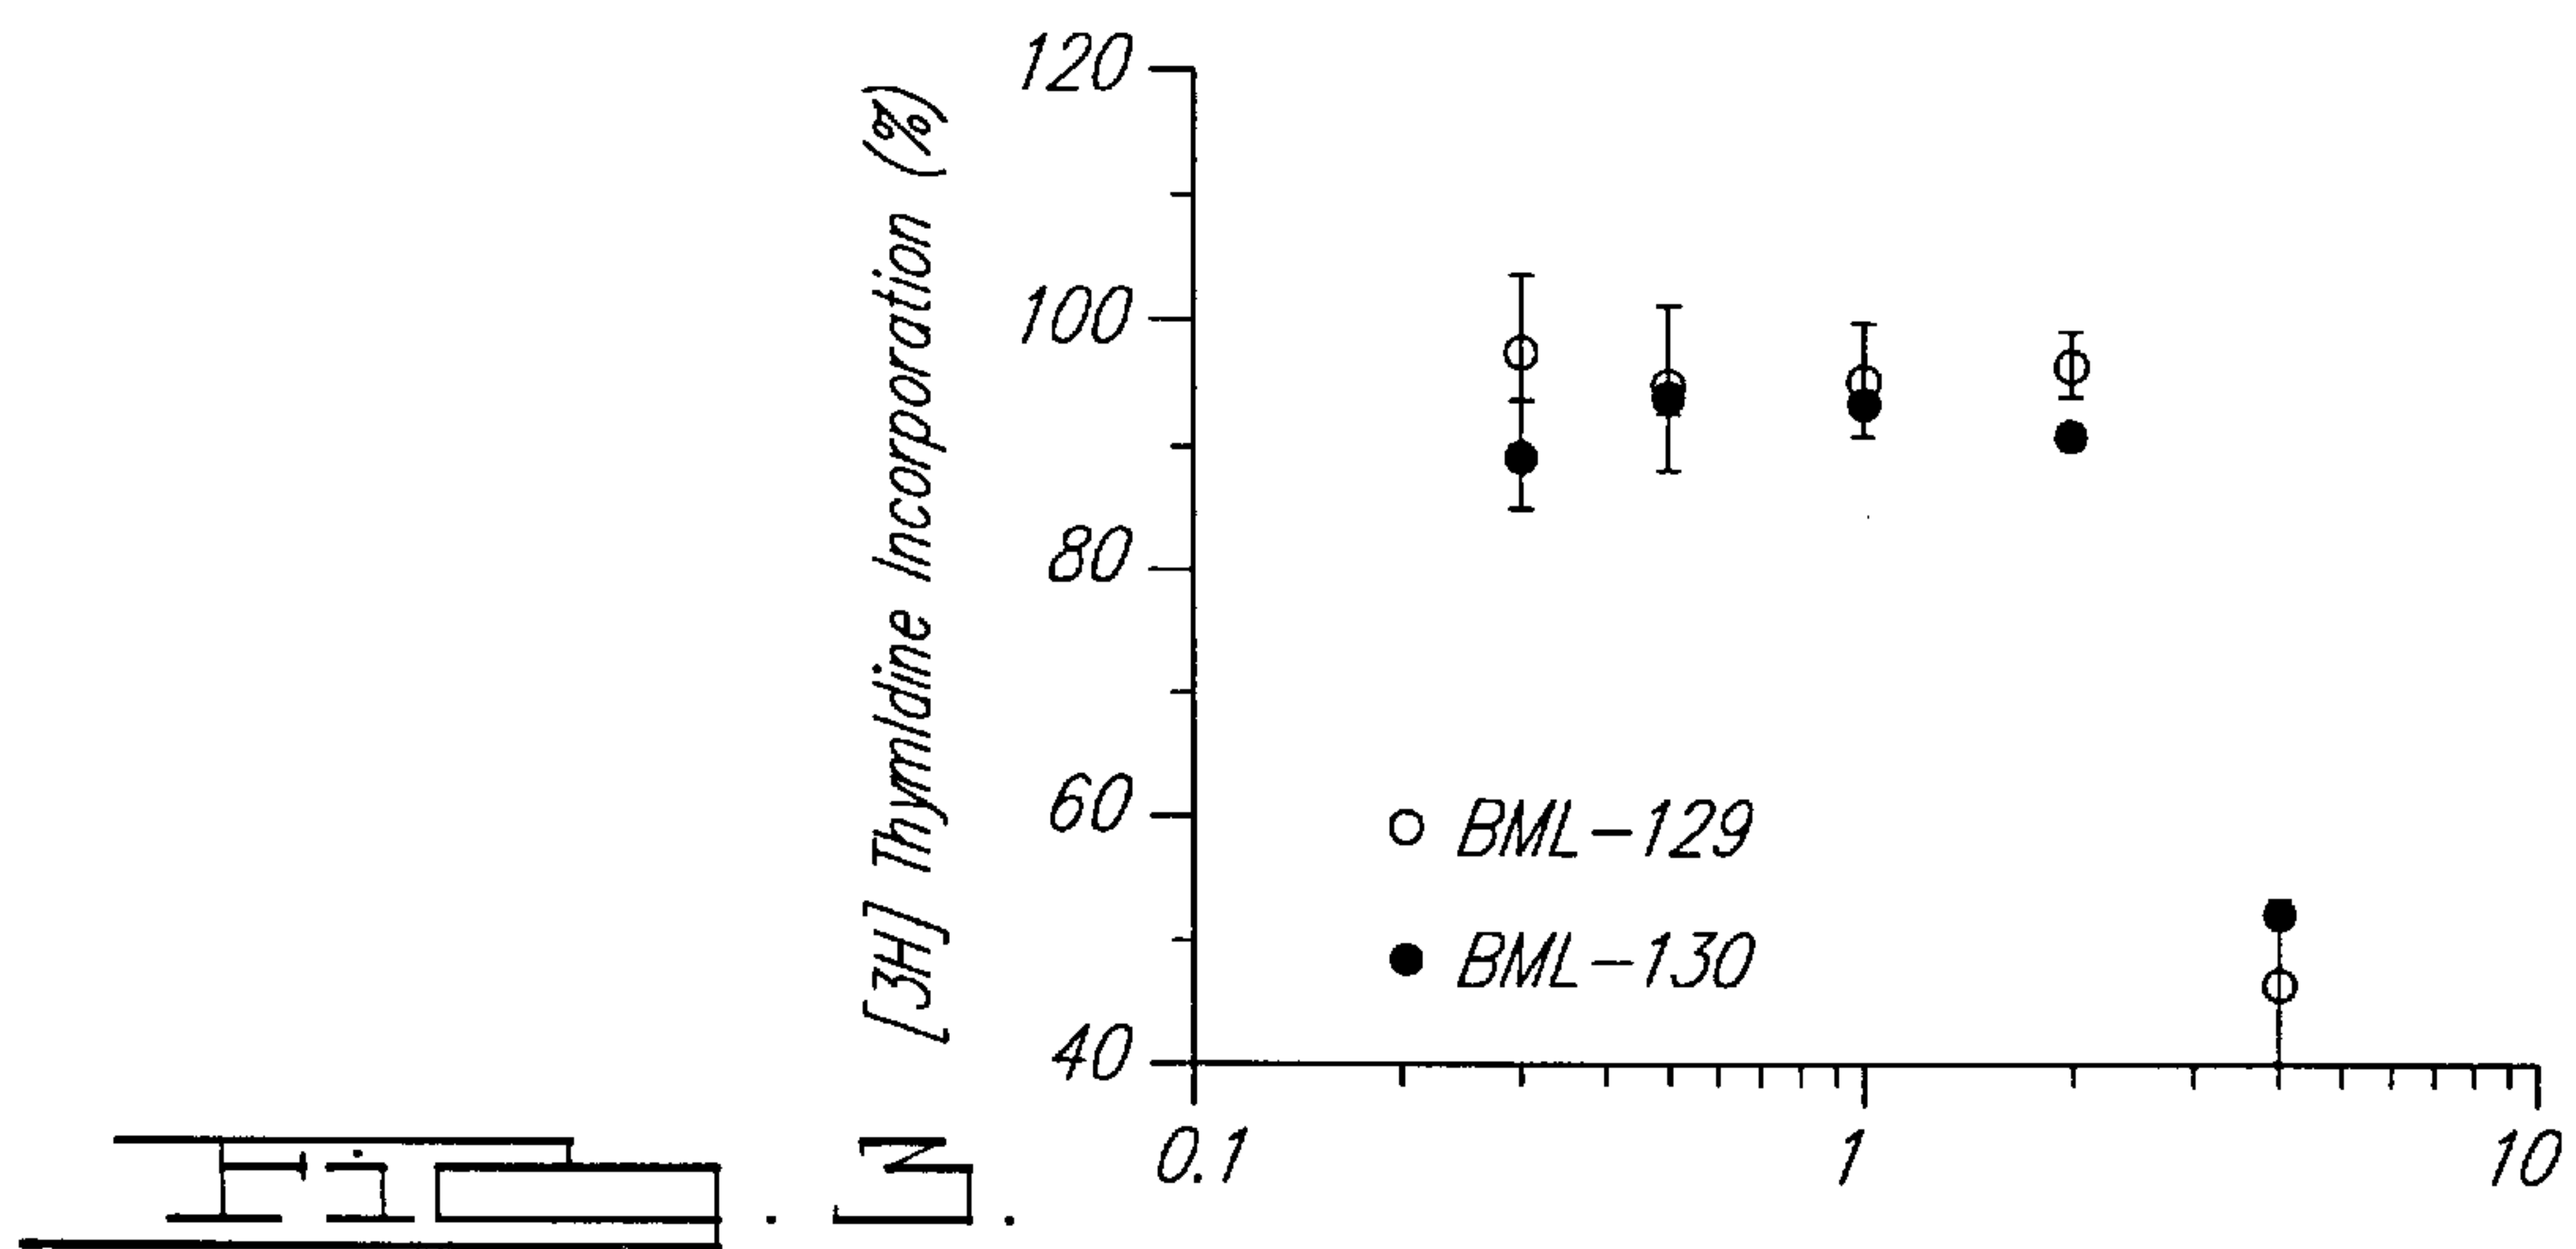 [3H] Thymidine Incorporation (%)
120
100
80
60
40
○ BML-129
● BML-130
0.1
1
10